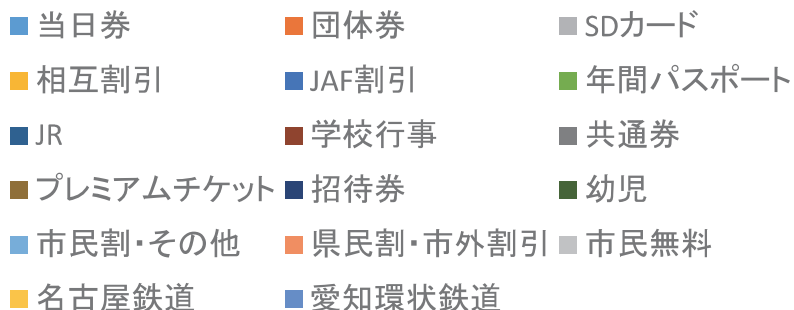 当日券 団体券 SDカード
相互割引 JAF割引 年間パスポート
JR 学校行事 共通券
プレミアムチケット 招待券 幼児
市民割・その他 県民割・市外割引 市民無料
名古屋鉄道 愛知環状鉄道